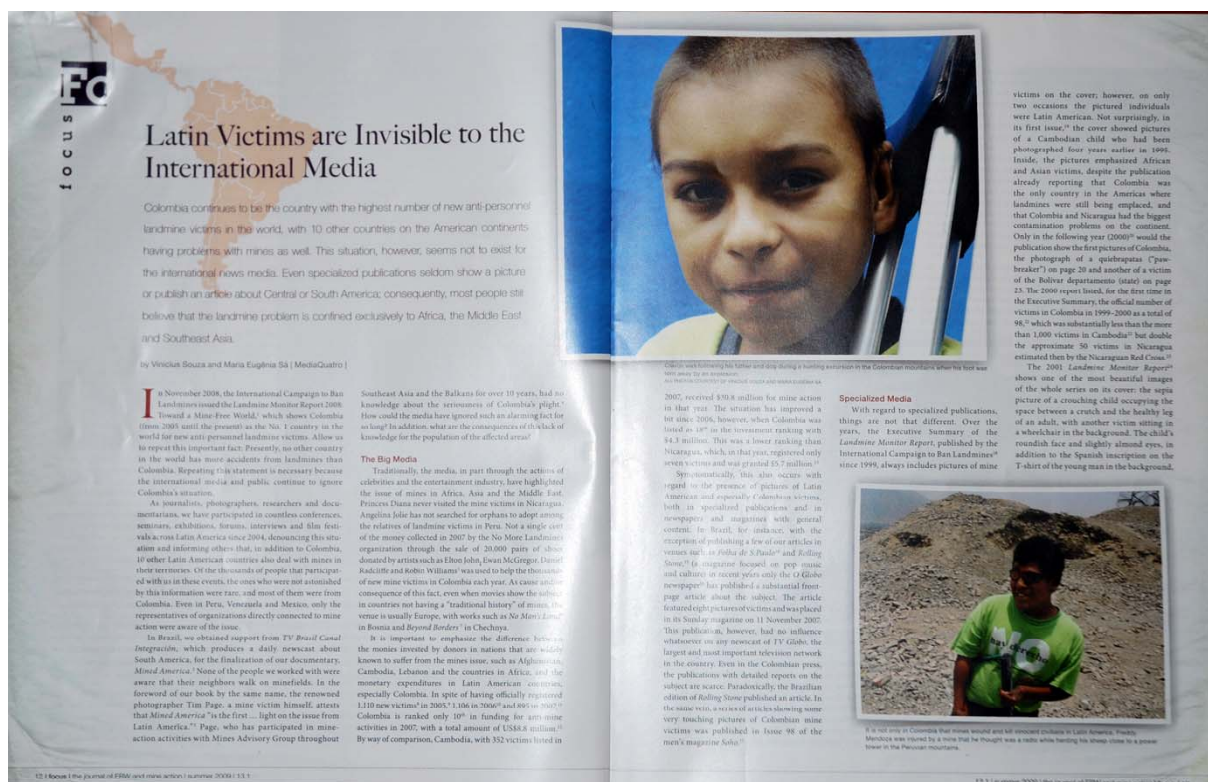 Fo
focus
Latin Victims are Invisible to the
International Media
Colombia continues to be the country with the highest number of new anti-personnel
landmine victims in the world, with 10 other countries on the American continents
having problems with mines as well. This situation, however, seems not to exist for
the international news media. Even specialized publications seldom show a picture
or publish an article about Central or South America; consequently, most people still
believe that the landmine problem is confined exclusively to Africa, the Middle East
and Southeast Asia.
by Vinicius Souza and Maria Eugênia Sá | MediaQuatro |
In November 2008, the International Campaign to Ban
Landmines issued the Landmine Monitor Report 2008:
Toward a Mine-Free World,¹ which shows Colombia
(from 2005 until the present) as the No. 1 country in the
world for new anti-personnel landmine victims. Allow us
to repeat this important fact: Presently, no other country
in the world has more accidents from landmines than
Colombia. Repeating this statement is necessary because
the international media and public continue to ignore
Colombia's situation.
As journalists, photographers, researchers and docu-
mentarians, we have participated in countless conferences,
seminars, exhibitions, forums, interviews and film festi-
vals across Latin America since 2004, denouncing this situ-
ation and informing others that, in addition to Colombia,
10 other Latin American countries also deal with mines in
their territories. Of the thousands of people that participat-
ed with us in these events, the ones who were not astonished
by this information were rare, and most of them were from
Colombia. Even in Peru, Venezuela and Mexico, only the
representatives of organizations directly connected to mine
action were aware of the issue.
In Brazil, we obtained support from TV Brasil Canal
Integración, which produces a daily newscast about
South America, for the finalization of our documentary,
Mined America.² None of the people we worked with were
aware that their neighbors walk on minefields. In the
foreword of our book by the same name, the renowned
photographer Tim Page, a mine victim himself, attests
that Mined America "is the first ... light on the issue from
Latin America."³ Page, who has participated in mine-
action activities with Mines Advisory Group throughout
Southeast Asia and the Balkans for over 10 years, had no
knowledge about the seriousness of Colombia's plight.
How could the media have ignored such an alarming fact for
so long? In addition, what are the consequences of this lack of
knowledge for the population of the affected areas?
The Big Media
Traditionally, the media, in part through the actions of
celebrities and the entertainment industry, have highlighted
the issue of mines in Africa, Asia and the Middle East.
Princess Diana never visited the mine victims in Nicaragua.
Angelina Jolie has not searched for orphans to adopt among
the relatives of landmine victims in Peru. Not a single cent
of the money collected in 2007 by the No More Landmines
organization through the sale of 20,000 pairs of shoes
donated by artists such as Elton John, Ewan McGregor, Daniel
Radcliffe and Robin Williams was used to help the thousands
of new mine victims in Colombia each year. As cause and/or
consequence of this fact, even when movies show the subject
in countries not having a "traditional history" of mines, the
venue is usually Europe, with works such as No Man's Land
in Bosnia and Beyond Borders in Chechnya.
It is important to emphasize the difference between
the monies invested by donors in nations that are widely
known to suffer from the mines issue, such as Afghanistan,
Cambodia, Lebanon and the countries in Africa, and the
monetary expenditures in Latin American countries,
especially Colombia. In spite of having officially registered
1,110 new victims in 2005, 1,106 in 2006 and 895 in 2007,
Colombia is ranked only 10th in funding for anti-mine
activities in 2007, with a total amount of US$8.8 million.
By way of comparison, Cambodia, with 352 victims listed in
12 | focus | the journal of ERW and mine action | summer 2009 | 13.1
was following his father and dog during a hunting excursion in the Colombian mountains when his foot was
torn away by an explosion.
2007, received $30.8 million for mine action
in that year. The situation has improved a
bit since 2006, however, when Colombia was
listed as 18th in the investment ranking with
$4.3 million. This was a lower ranking than
Nicaragua, which, in that year, registered only
seven victims and was granted $5.7 million.
Symptomatically, this also occurs with
regard to the presence of pictures of Latin
American and especially Colombian victims,
both in specialized publications and in
newspapers and magazines with general
content. In Brazil, for instance, with the
exception of publishing a few of our articles in
venues such as Folha de S.Paulo and Rolling
Stone, (a magazine focused on pop music
and culture) in recent years only the O Globo
newspaper has published a substantial front-
page article about the subject. The article
featured eight pictures of victims and was placed
in its Sunday magazine on 11 November 2007.
This publication, however, had no influence
whatsoever on any newscast of TV Globo, the
largest and most important television network
in the country. Even in the Colombian press,
the publications with detailed reports on the
subject are scarce. Paradoxically, the Brazilian
edition of Rolling Stone published an article. In
the same vein, a series of articles showing some
very touching pictures of Colombian mine
victims was published in Issue 98 of the
men's magazine Soho.
Specialized Media
With regard to specialized publications,
things are not that different. Over the
years, the Executive Summary of the
Landmine Monitor Report, published by the
International Campaign to Ban Landmines
since 1999, always includes pictures of mine
victims on the cover; however, on only
two occasions the pictured individuals
were Latin American. Not surprisingly, in
its first issue, the cover showed pictures
of a Cambodian child who had been
photographed four years earlier in 1999.
Inside, the pictures emphasized African
and Asian victims, despite the publication
already reporting that Colombia was
the only country in the Americas where
landmines were still being emplaced, and
that Colombia and Nicaragua had the biggest
contamination problems on the continent.
Only in the following year (2000) would the
publication show the first pictures of Colombia,
the photograph of a quiebrapatas ("paw-
breaker") on page 20 and another of a victim
of the Bolivar departamento (state) on page
23. The 2000 report listed, for the first time in
the Executive Summary, the official number of
victims in Colombia in 1999–2000 as a total of
98, which was substantially less than the more
than 1,000 victims in Cambodia but double
the approximate 50 victims in Nicaragua
estimated then by the Nicaraguan Red Cross.
The 2001 Landmine Monitor Report
shows one of the most beautiful images
of the whole series on its cover: the sepia
picture of a crouching child occupying the
space between a crutch and the healthy leg
of an adult, with another victim sitting in
a wheelchair in the background. The child's
roundish face and slightly almond eyes, in
addition to the Spanish inscription on the
T-shirt of the young man in the background,
NO
It is not only in Colombia that mines wound and kill innocent civilians in Latin America. Freddy
Mendoza was injured by a mine that he thought was a radio while herding his sheep close to a power
tower in the Peruvian mountains.